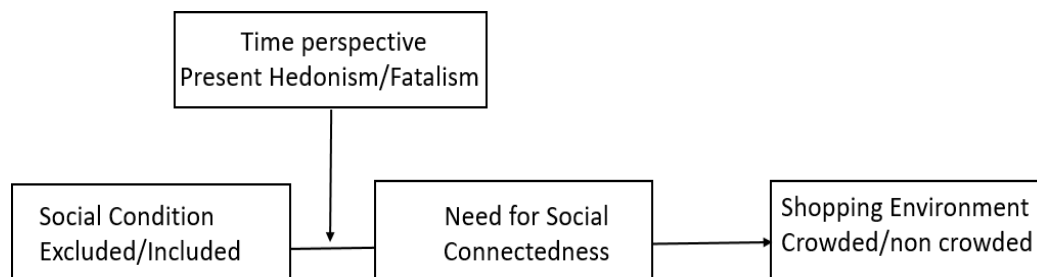 Time perspective
Present Hedonism/Fatalism
Social Condition
Excluded/Included
Need for Social
Connectedness
Shopping Environment
Crowded/non crowded